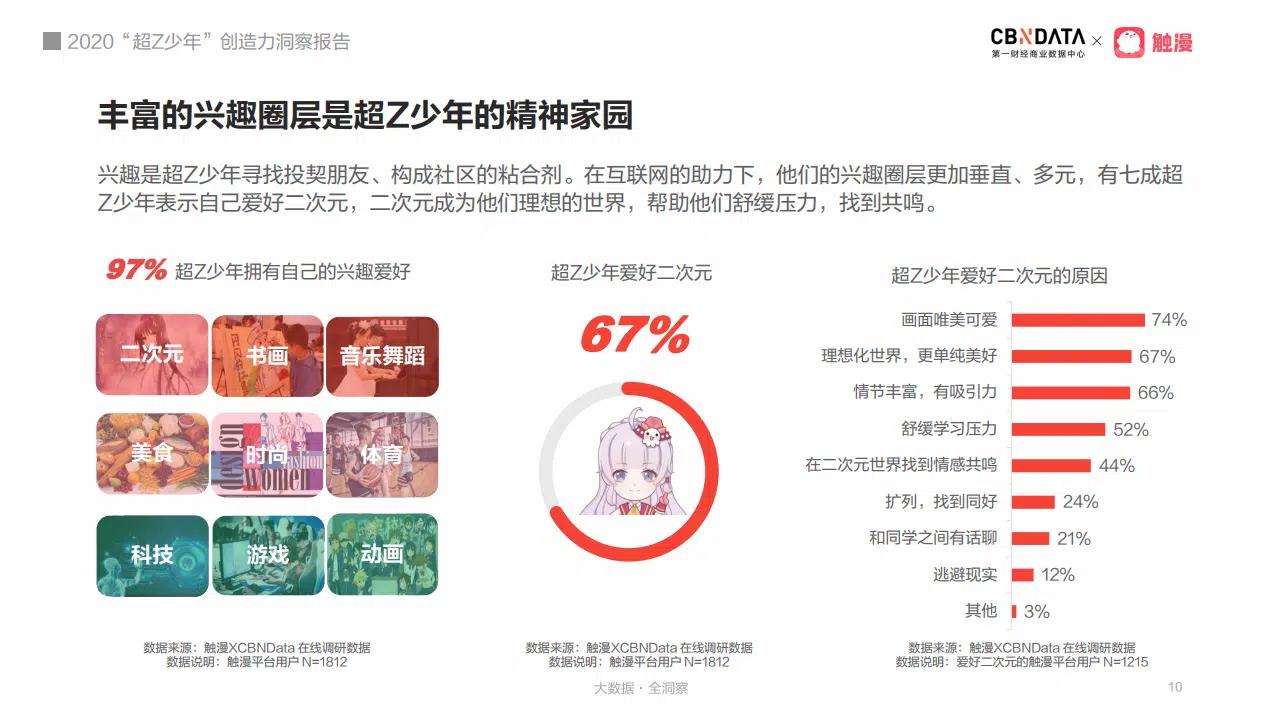 2020 “超Z少年” 创造力洞察报告
CBNDATA × 触漫
第一财经商业数据中心
丰富的兴趣圈层是超Z少年的精神家园
兴趣是超Z少年寻找投契朋友、构成社区的粘合剂。在互联网的助力下，他们的兴趣圈层更加垂直、多元，有七成超
Z少年表示自己爱好二次元，二次元成为他们理想的世界，帮助他们舒缓压力，找到共鸣。
97% 超Z少年拥有自己的兴趣爱好
二次元 书画 音乐舞蹈
美食 时尚 体育
design fashion women
科技 游戏 动画
数据来源：触漫XCBNData 在线调研数据
数据说明：触漫平台用户 N=1812
超Z少年爱好二次元
67%
数据来源：触漫XCBNData 在线调研数据
数据说明：触漫平台用户 N=1812
超Z少年爱好二次元的原因
画面唯美可爱 74%
理想化世界，更单纯美好 67%
情节丰富，有吸引力 66%
舒缓学习压力 52%
在二次元世界找到情感共鸣 44%
扩列，找到同好 24%
和同学之间有话聊 21%
逃避现实 12%
其他 3%
数据来源：触漫XCBNData 在线调研数据
数据说明：爱好二次元的触漫平台用户 N=1215
大数据 · 全洞察
10